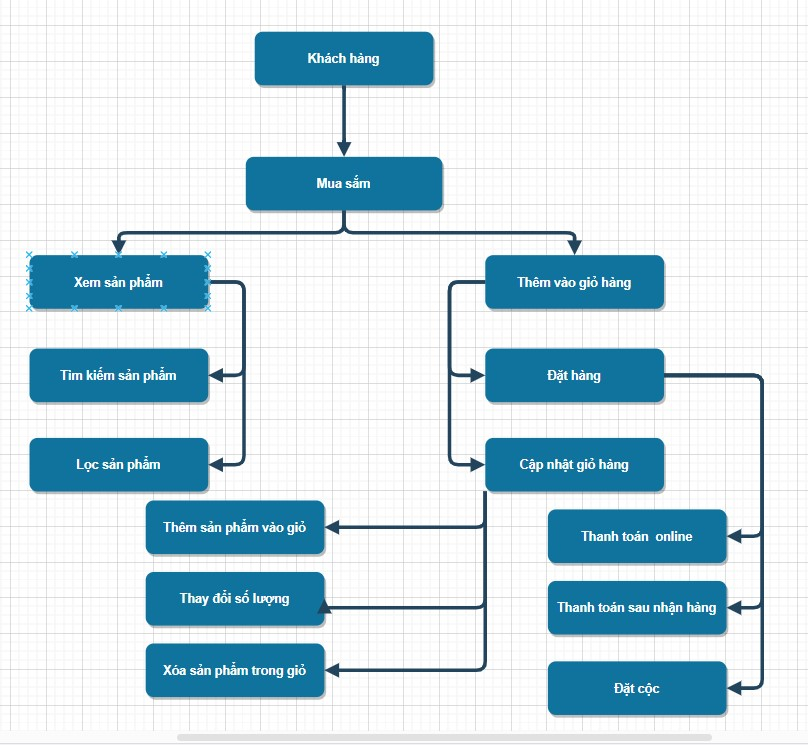 Khách hàng
Mua sắm
Xem sản phẩm
Thêm vào giỏ hàng
Tìm kiếm sản phẩm
Đặt hàng
Lọc sản phẩm
Cập nhật giỏ hàng
Thêm sản phẩm vào giỏ
Thanh toán online
Thay đổi số lượng
Thanh toán sau nhận hàng
Xóa sản phẩm trong giỏ
Đặt cộc